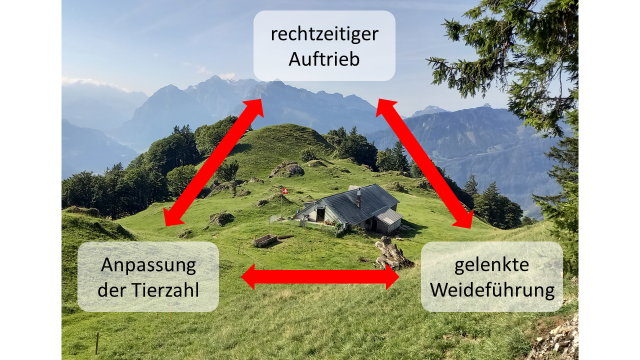 rechtzeitiger
Auftrieb
Anpassung
der Tierzahl
gelenkte
Weideführung